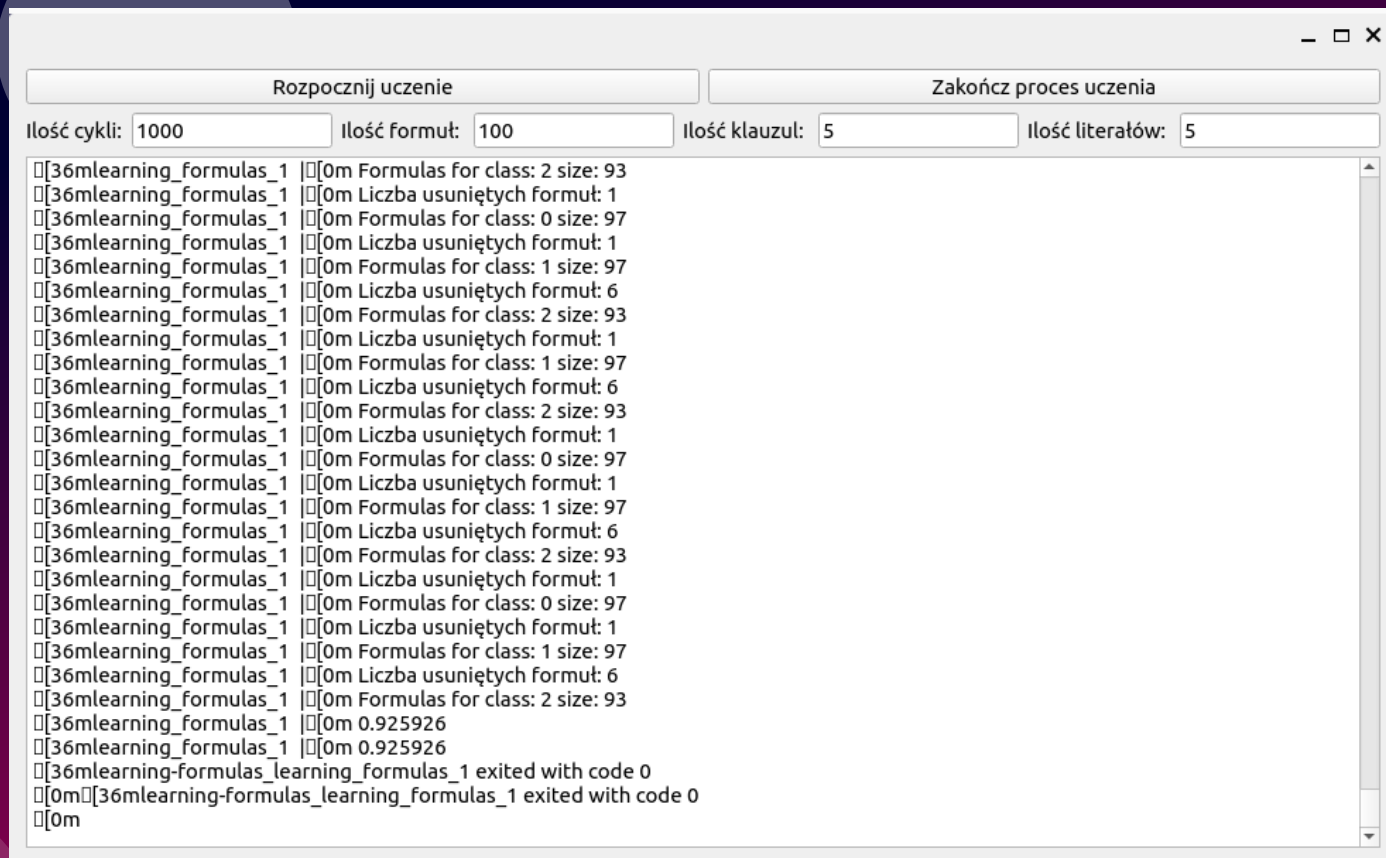 Rozpocznij uczenie Zakończ proces uczenia
Ilość cykli: 1000 Ilość formuł: 100 Ilość klauzul: 5 Ilość literałów: 5
▯[36mlearning_formulas_1 |▯[0m Formulas for class: 2 size: 93
▯[36mlearning_formulas_1 |▯[0m Liczba usuniętych formuł: 1
▯[36mlearning_formulas_1 |▯[0m Formulas for class: 0 size: 97
▯[36mlearning_formulas_1 |▯[0m Liczba usuniętych formuł: 1
▯[36mlearning_formulas_1 |▯[0m Formulas for class: 1 size: 97
▯[36mlearning_formulas_1 |▯[0m Liczba usuniętych formuł: 6
▯[36mlearning_formulas_1 |▯[0m Formulas for class: 2 size: 93
▯[36mlearning_formulas_1 |▯[0m Liczba usuniętych formuł: 1
▯[36mlearning_formulas_1 |▯[0m Formulas for class: 1 size: 97
▯[36mlearning_formulas_1 |▯[0m Liczba usuniętych formuł: 6
▯[36mlearning_formulas_1 |▯[0m Formulas for class: 2 size: 93
▯[36mlearning_formulas_1 |▯[0m Liczba usuniętych formuł: 1
▯[36mlearning_formulas_1 |▯[0m Formulas for class: 0 size: 97
▯[36mlearning_formulas_1 |▯[0m Liczba usuniętych formuł: 1
▯[36mlearning_formulas_1 |▯[0m Formulas for class: 1 size: 97
▯[36mlearning_formulas_1 |▯[0m Liczba usuniętych formuł: 6
▯[36mlearning_formulas_1 |▯[0m Formulas for class: 2 size: 93
▯[36mlearning_formulas_1 |▯[0m Liczba usuniętych formuł: 1
▯[36mlearning_formulas_1 |▯[0m Formulas for class: 0 size: 97
▯[36mlearning_formulas_1 |▯[0m Liczba usuniętych formuł: 1
▯[36mlearning_formulas_1 |▯[0m Formulas for class: 1 size: 97
▯[36mlearning_formulas_1 |▯[0m Liczba usuniętych formuł: 6
▯[36mlearning_formulas_1 |▯[0m Formulas for class: 2 size: 93
▯[36mlearning_formulas_1 |▯[0m 0.925926
▯[36mlearning_formulas_1 |▯[0m 0.925926
▯[36mlearning-formulas_learning_formulas_1 exited with code 0
▯[0m▯[36mlearning-formulas_learning_formulas_1 exited with code 0
▯[0m